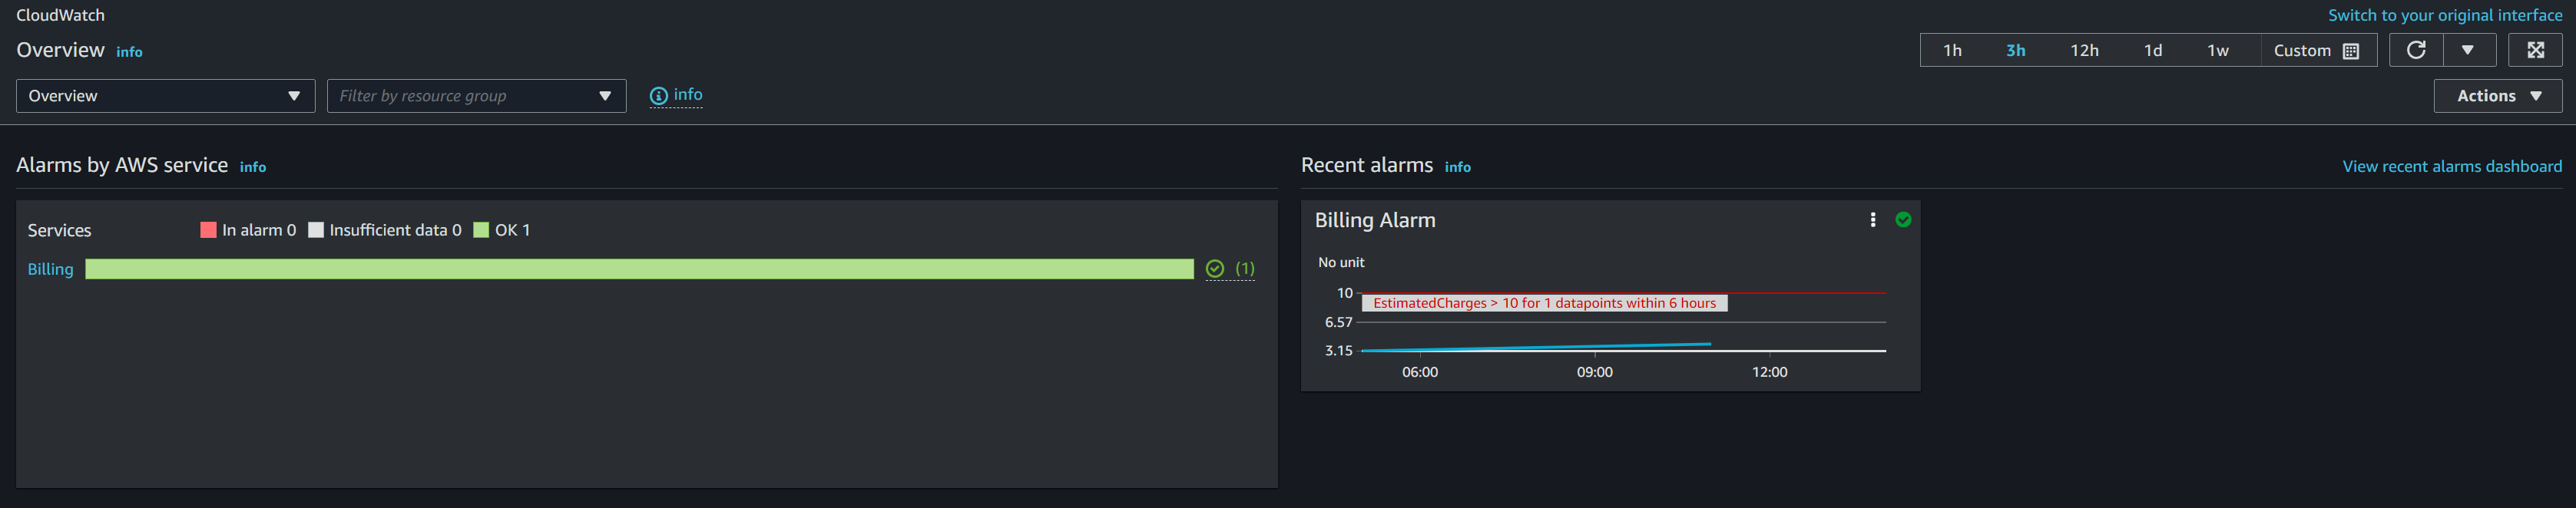 CloudWatch
Switch to your original interface
Overview info
1h 3h 12h 1d 1w Custom
Overview
Filter by resource group
info
Actions
Alarms by AWS service info
Services In alarm 0 Insufficient data 0 OK 1
Billing (1)
Recent alarms info
View recent alarms dashboard
Billing Alarm
No unit
10
EstimatedCharges > 10 for 1 datapoints within 6 hours
6.57
3.15
06:00 09:00 12:00